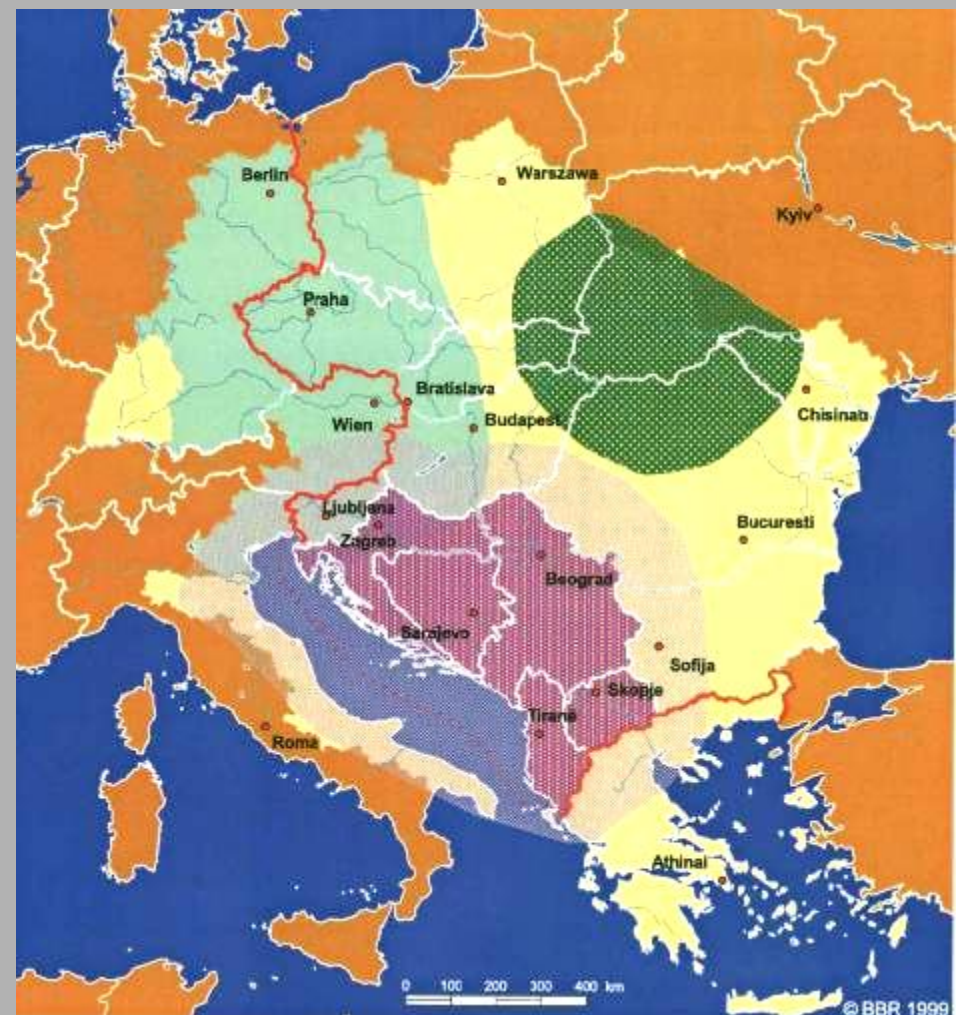 Berlin
Warszawa
Kyiv
Praha
Bratislava
Wien
Budapest
Chisinau
Ljubljana
Zagreb
Bucuresti
Beograd
Sarajevo
Sofija
Skopje
Tiranë
Roma
Athinai
0 100 200 300 400 km
© BBR 1999